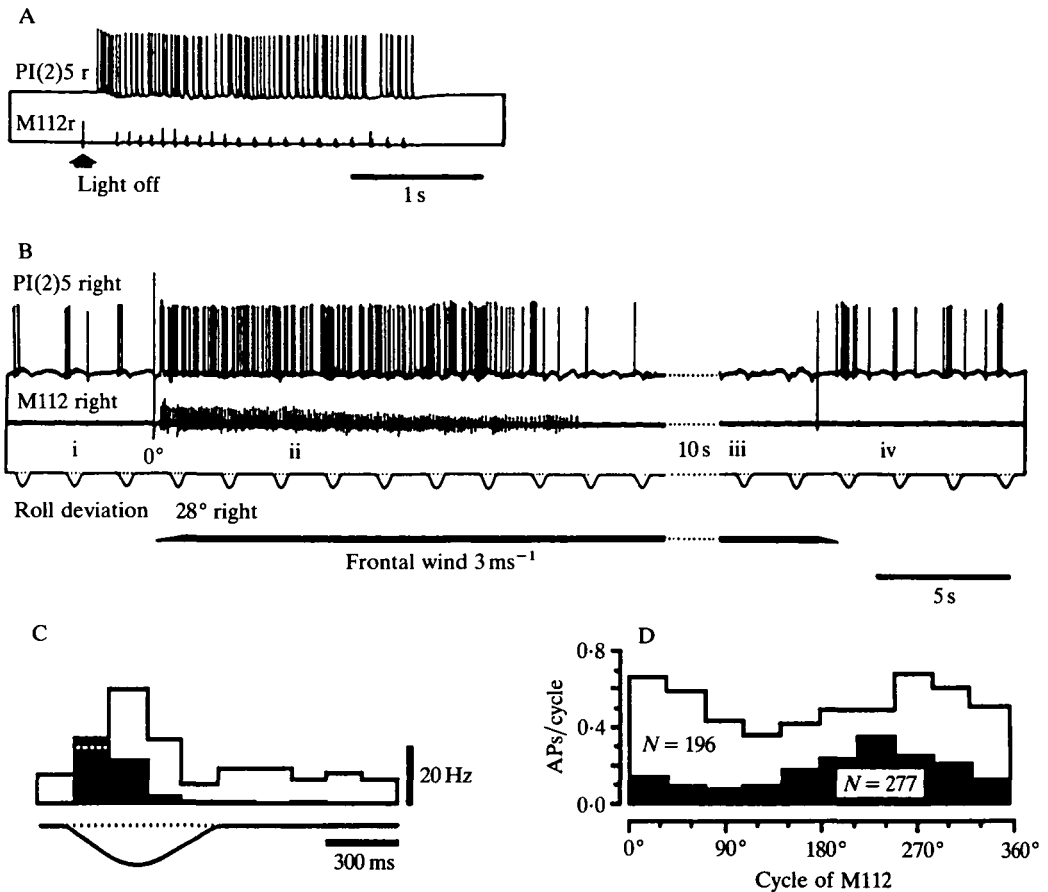 A
PI(2)5 r
M112r
Light off
1 s
B
PI(2)5 right
M112 right
i
0°
ii
10 s
iii
iv
Roll deviation
28° right
Frontal wind 3 ms⁻¹
5 s
C
20 Hz
300 ms
D
0·8
0·4
0·0
APs/cycle
N = 196
N = 277
0°
90°
180°
270°
360°
Cycle of M112